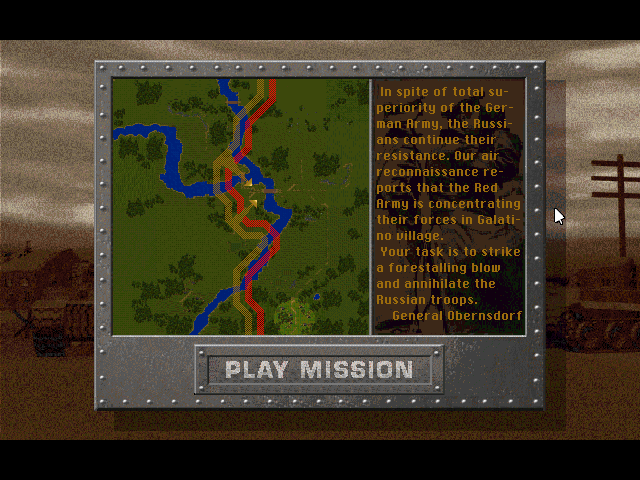 In spite of total su-
periority of the Ger-
man Army, the Russi-
ans continue their
resistance. Our air
reconnaissance re-
ports that the Red
Army is concentrating
their forces in Galati-
no village.
Your task is to strike
a forestalling blow
and annihilate the
Russian troops.
General Obernsdorf
PLAY MISSION